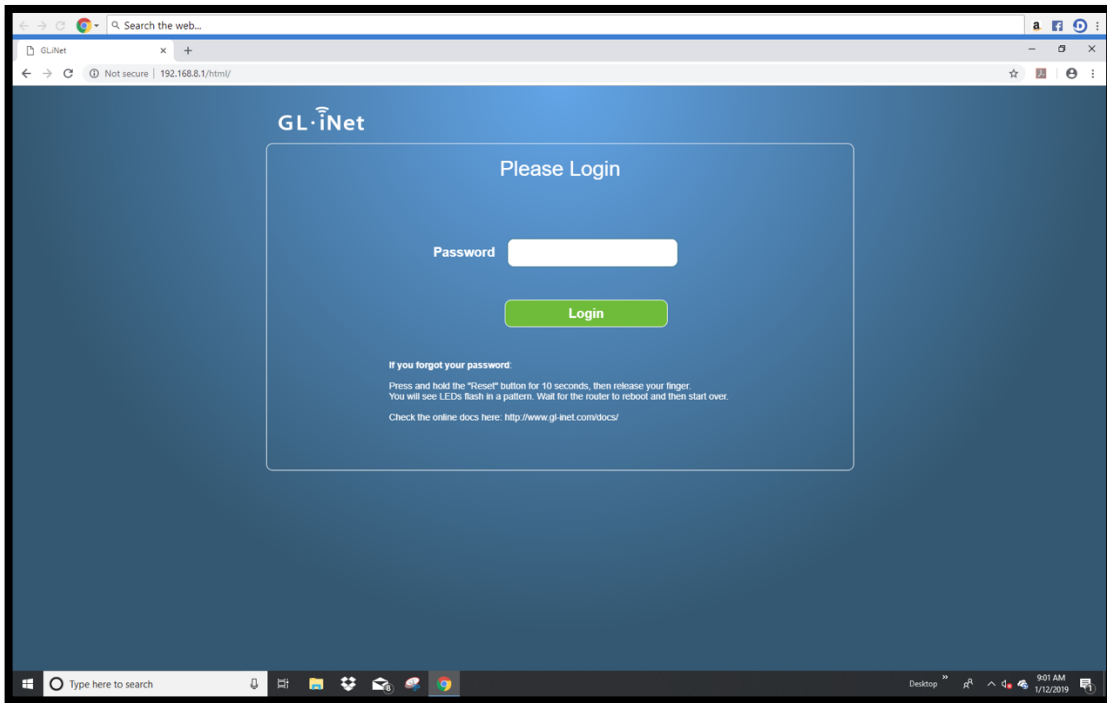 Search the web...
a
GLiNet
Not secure | 192.168.8.1/html/
GL·iNet
Please Login
Password
Login
If you forgot your password:
Press and hold the "Reset" button for 10 seconds, then release your finger.
You will see LEDs flash in a pattern. Wait for the router to reboot and then start over.
Check the online docs here: http://www.gl-inet.com/docs/
Type here to search
8
Desktop
9:01 AM
1/12/2019
1